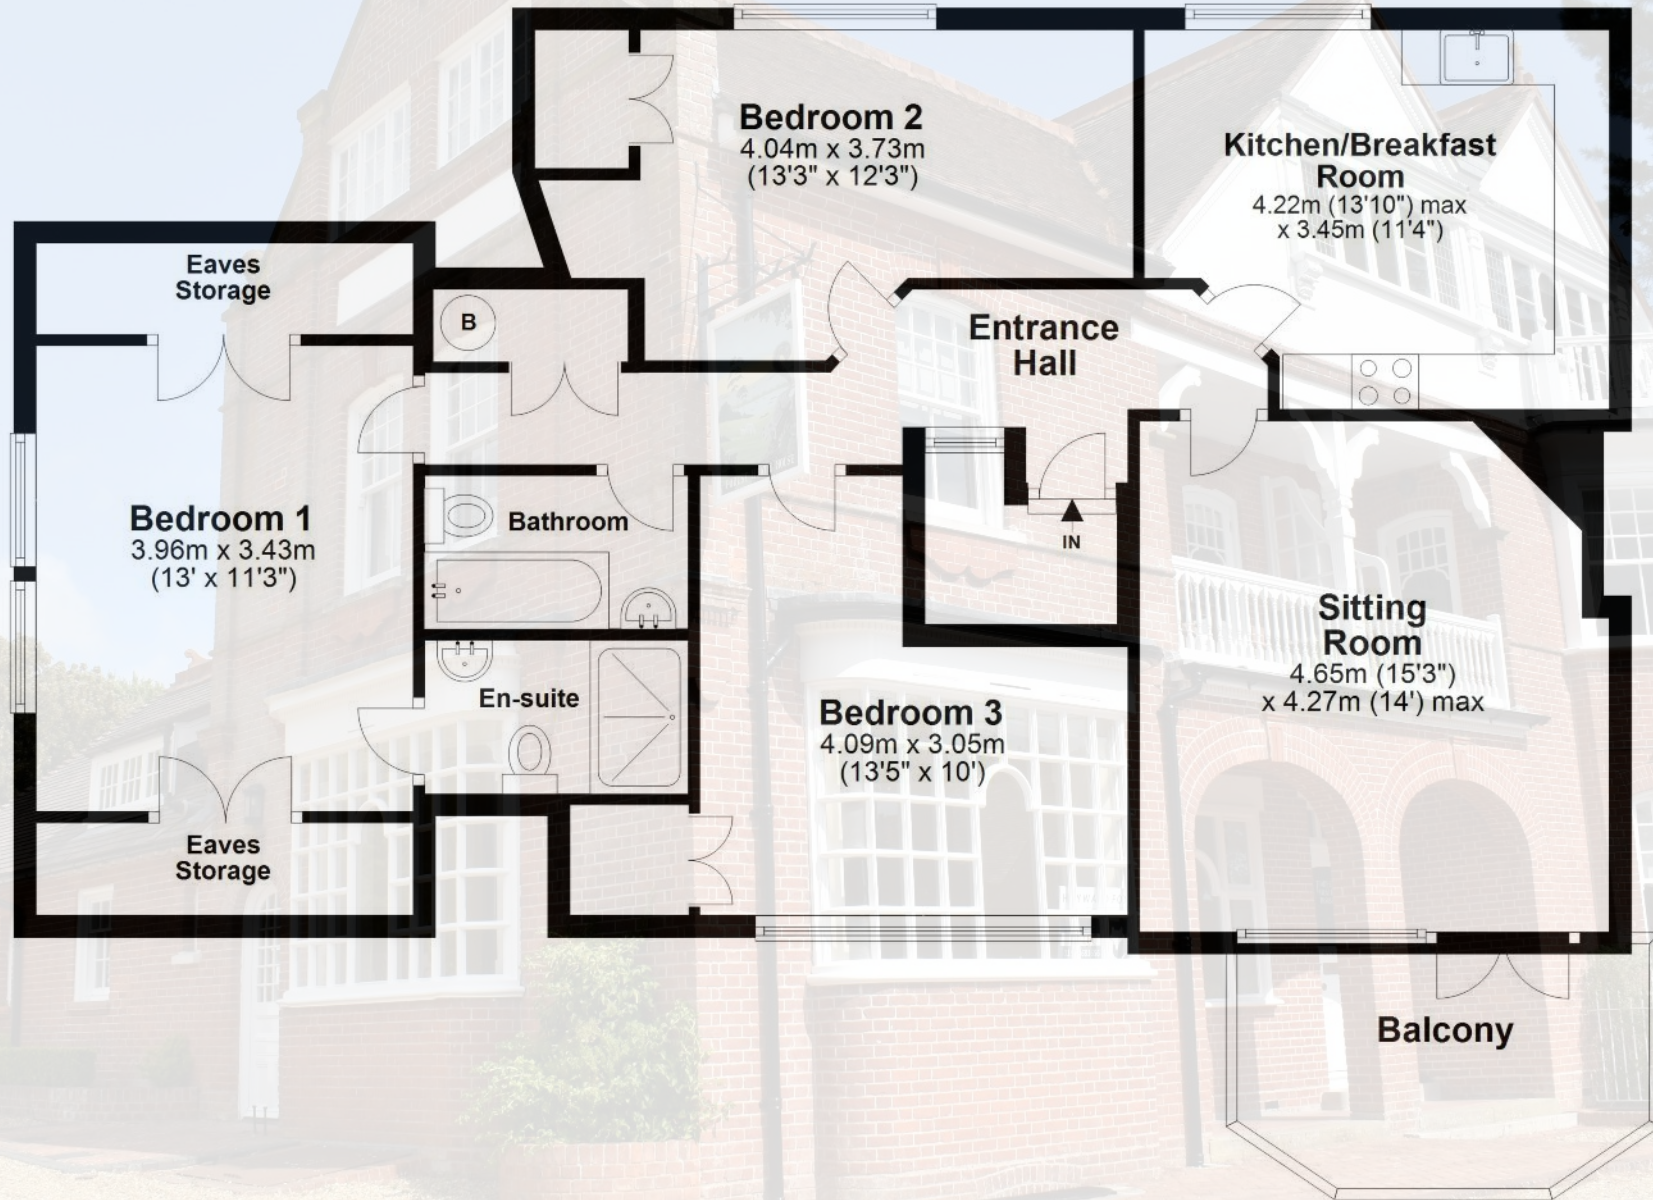 Bedroom 2
4.04m x 3.73m
(13'3" x 12'3")
Kitchen/Breakfast
Room
4.22m (13'10") max
x 3.45m (11'4")
Eaves
Storage
B
Entrance
Hall
Bedroom 1
3.96m x 3.43m
(13' x 11'3")
Bathroom
IN
Sitting
Room
4.65m (15'3")
x 4.27m (14') max
En-suite
Bedroom 3
4.09m x 3.05m
(13'5" x 10')
Eaves
Storage
Balcony